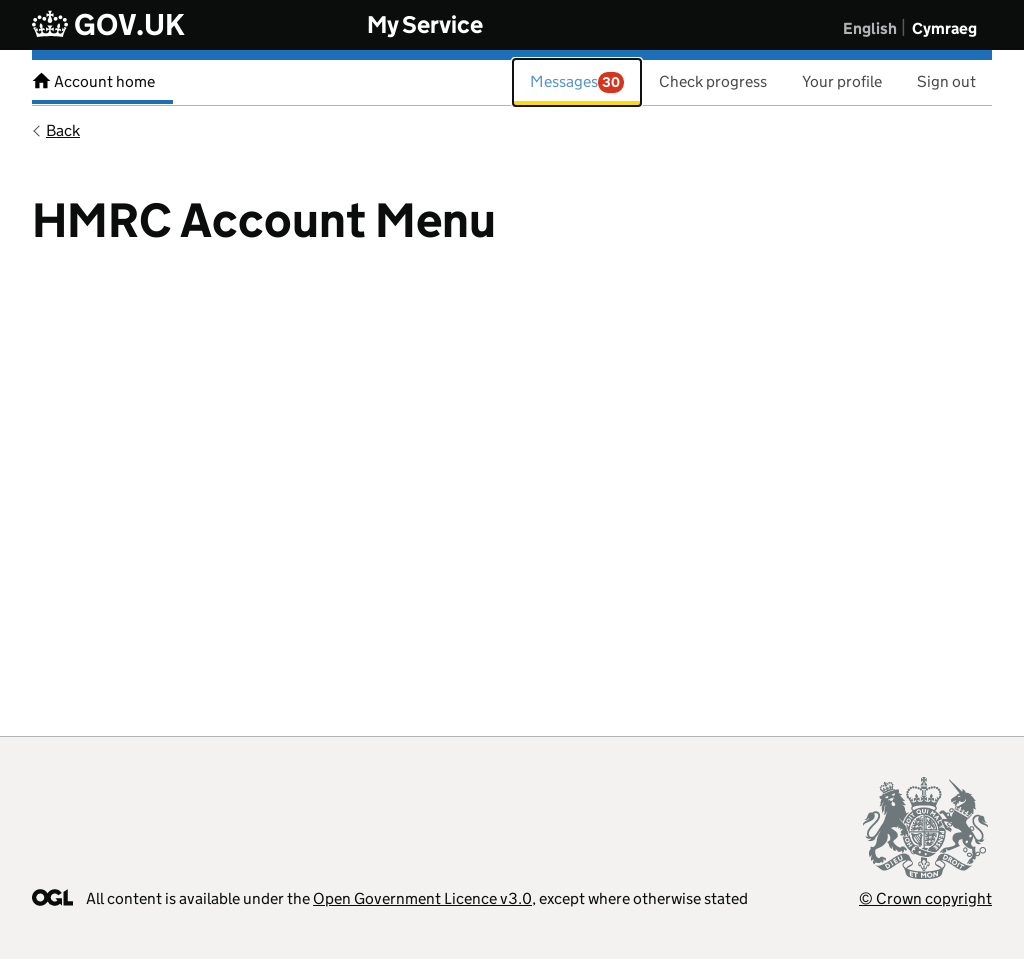 GOV.UK My Service English Cymraeg
Account home Messages 30 Check progress Your profile Sign out
Back
HMRC Account Menu
DIEU ET MON DROIT
OGL All content is available under the Open Government Licence v3.0, except where otherwise stated © Crown copyright